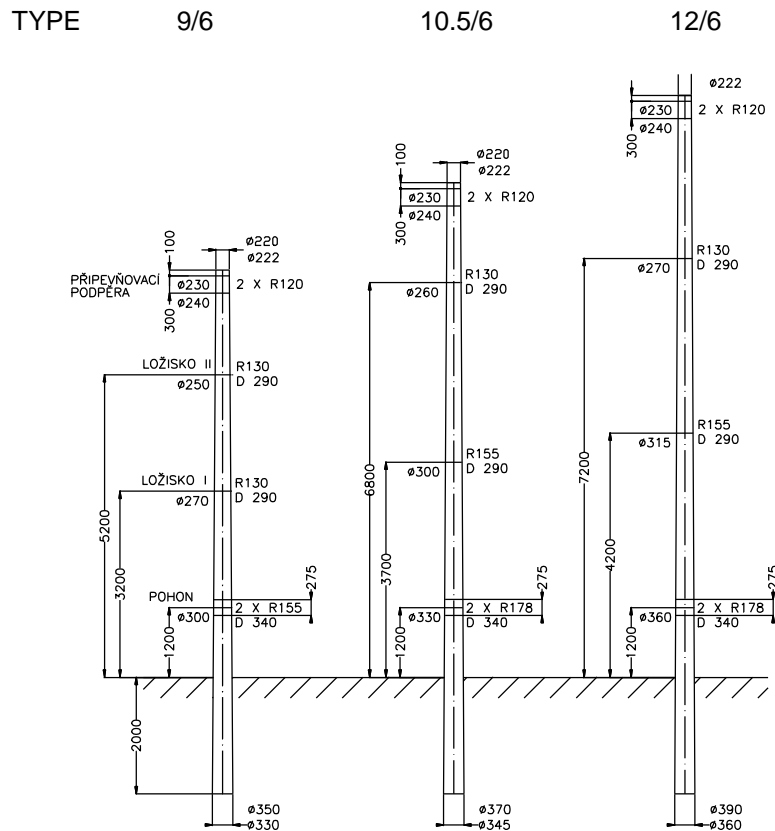 TYPE 9/6 10.5/6 12/6
100
ø220
ø222
PŘIPEVŇOVACÍ
PODPĚRA
ø230 2 X R120
ø240
300
LOŽISKO II R130
ø250 D 290
LOŽISKO I R130
ø270 D 290
5200
3200
POHON
275
2 X R155
ø300 D 340
1200
2000
ø350
ø330
100
ø220
ø222
ø230 2 X R120
ø240
300
R130
ø260 D 290
6800
R155
ø300 D 290
3700
275
2 X R178
ø330 D 340
1200
ø370
ø345
ø222
ø230 2 X R120
ø240
300
R130
ø270 D 290
7200
R155
ø315 D 290
4200
275
2 X R178
ø360 D 340
1200
ø390
ø360